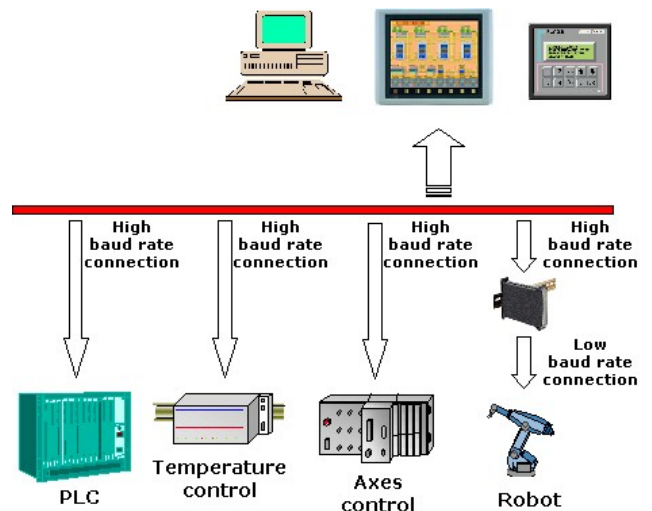 High
baud rate
connection
High
baud rate
connection
High
baud rate
connection
High
baud rate
connection
Low
baud rate
connection
PLC
Temperature
control
Axes
control
Robot